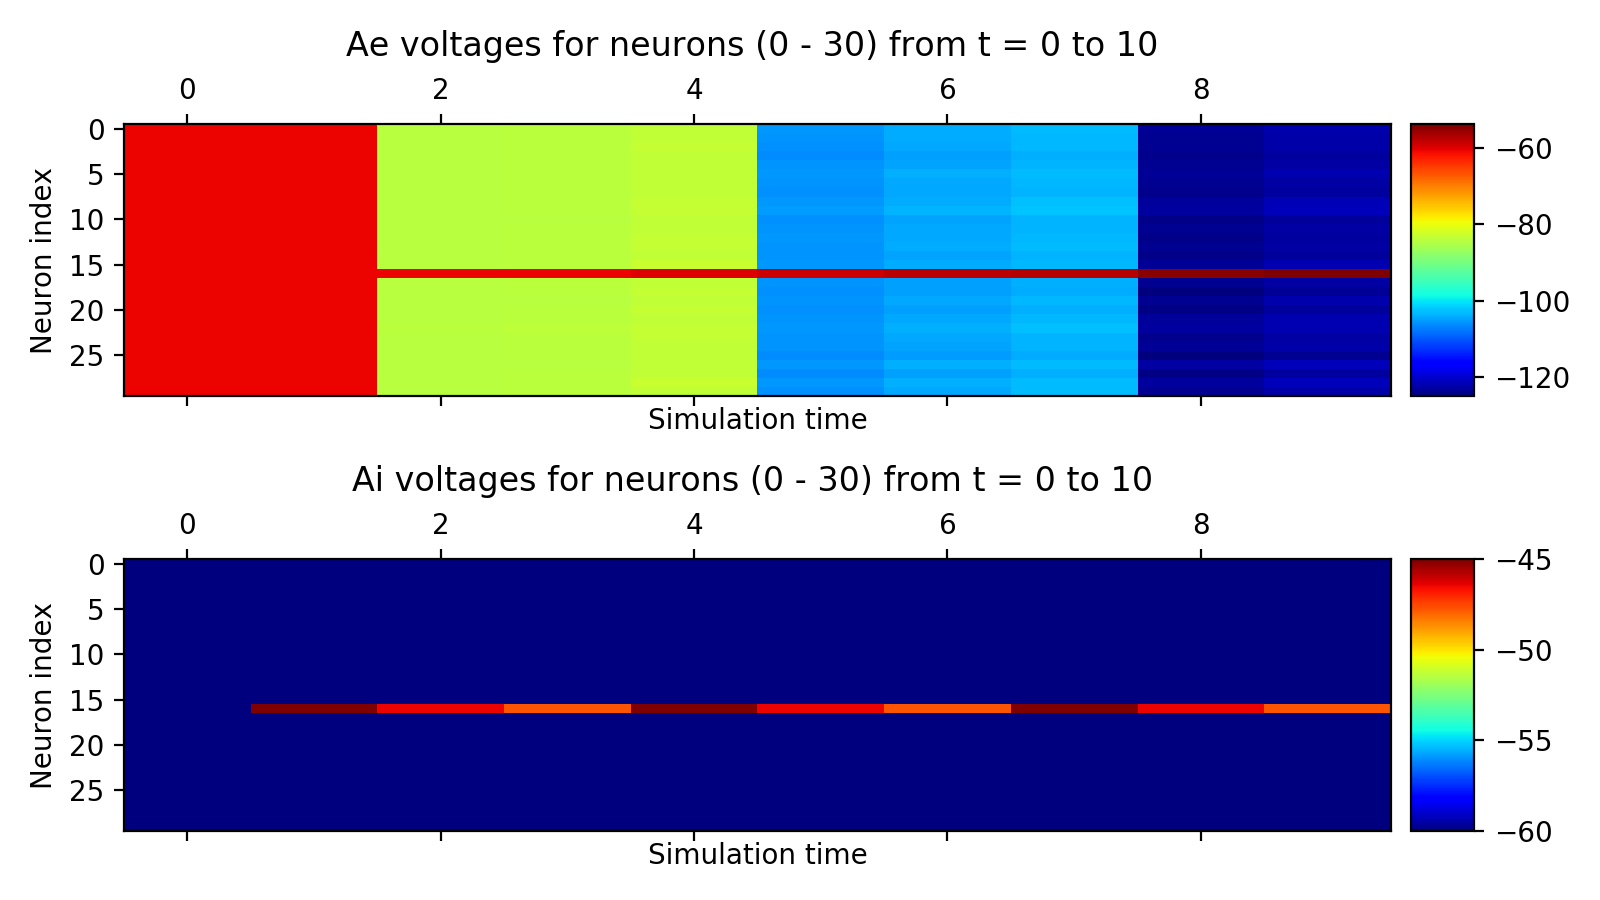 Ae voltages for neurons (0 - 30) from t = 0 to 10
0 2 4 6 8
Neuron index
0
5
10
15
20
25
−60
−80
−100
−120
Simulation time
Ai voltages for neurons (0 - 30) from t = 0 to 10
0 2 4 6 8
Neuron index
0
5
10
15
20
25
−45
−50
−55
−60
Simulation time